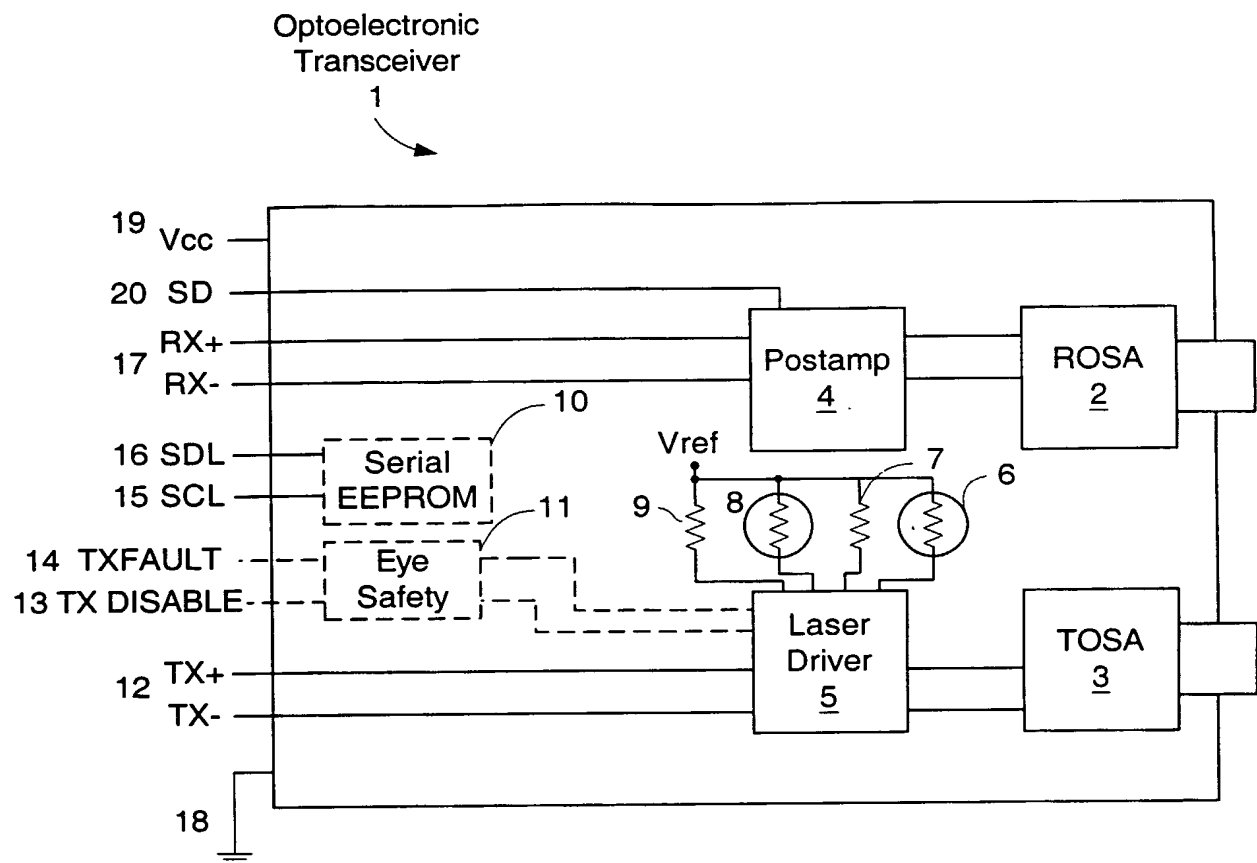 Optoelectronic
Transceiver
1
19 Vcc
20 SD
RX+
17
RX-
Postamp
4
ROSA
2
10
16 SDL
15 SCL
Serial
EEPROM
Vref
9
8
7
6
11
14 TXFAULT
13 TX DISABLE
Eye
Safety
Laser
Driver
5
TOSA
3
12 TX+
TX-
18